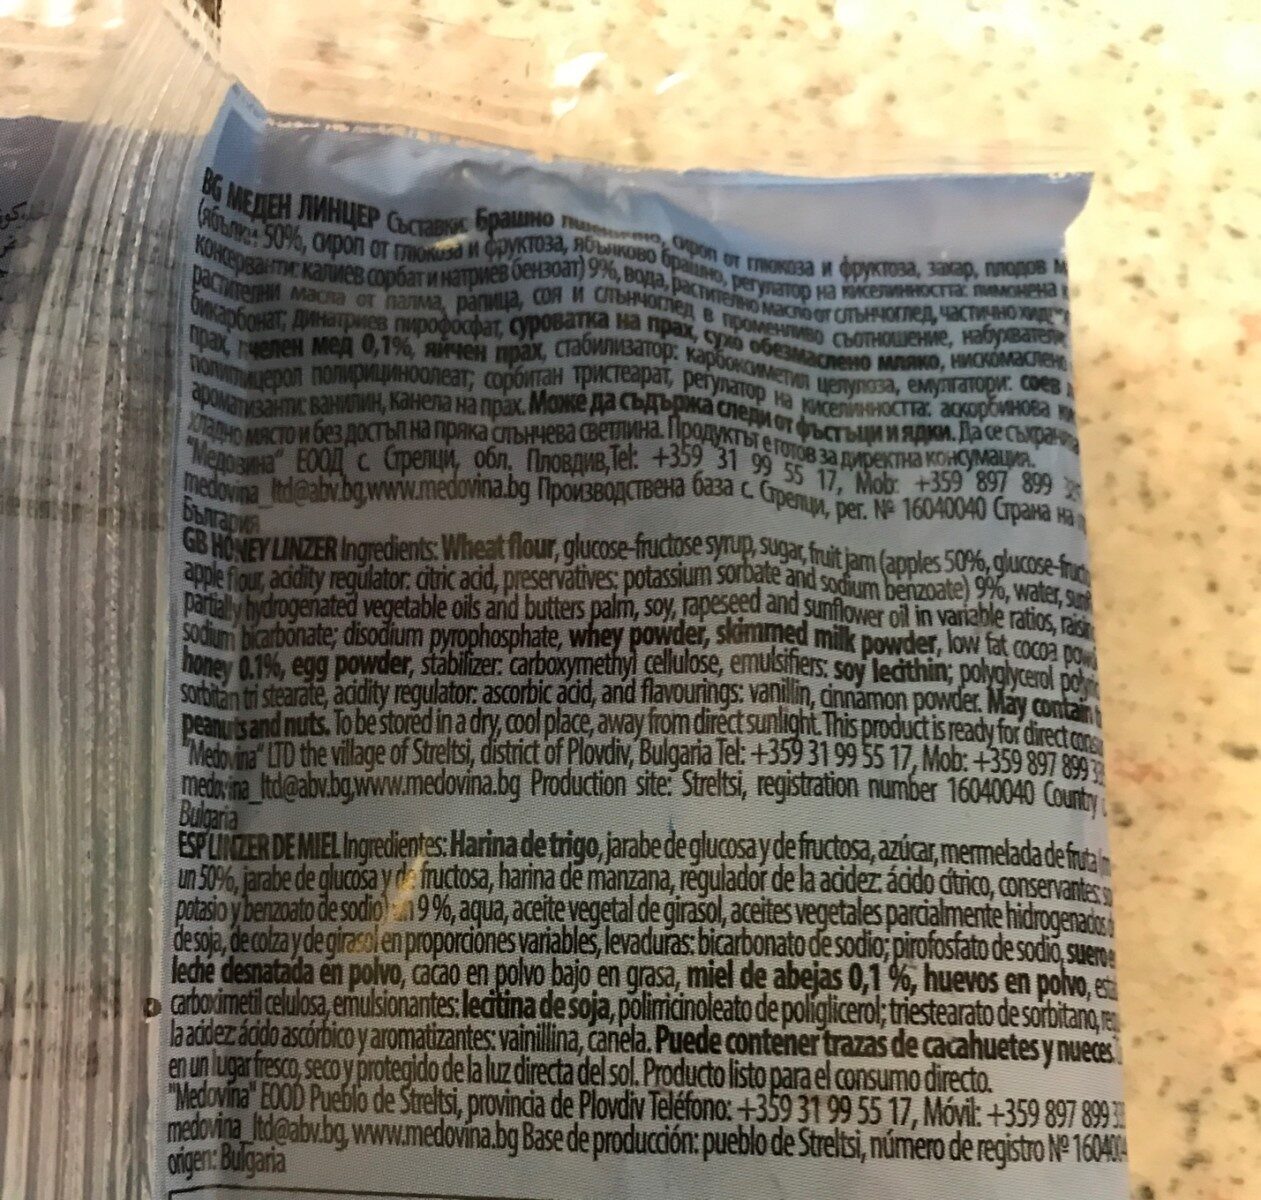 BG МЕДЕН ЛИНЦЕР Съставки: Брашно пшенично, сироп от глюкоза и фруктоза, захар, плодов
(ябълки 50%, сироп от глюкоза и фруктоза, ябълково брашно, регулатор на киселинността: лимонена
консерванти: калиев сорбат и натриев бензоат) 9%, вода, растително масло от слънчоглед, частично
растителни масла от палма, рапица, соя и слънчоглед в променливо съотношение,
бикарбонат; динатриев пирофосфат, суроватка на прах, сухо обезмаслено мляко,
прах, пчелен мед 0,1%, яйчен прах, стабилизатор: карбоксиметил целулоза, емулгатори: соев
полиглицерол полирициноолеат; сорбитан тристеарат, регулатор на киселинността: аскорбинова
ароматизанти: ванилин, канела на прах. Може да съдържа следи от фъстъци и ядки. Да се
място и без достъп на пряка слънчева светлина. Продуктът е готов за директна консумация.
"Медовина" ЕООД с. Стрелци, обл. Пловдив, Tel: +359 31 99 55 17, Mob: +359 897 899
medovina_ltd@abv.bg,www.medovina.bg Производствена база с. Стрелци, рег. № 16040040 Страна на
България
GB HONEY LINZER Ingredients: Wheat flour, glucose-fructose syrup, sugar, fruit jam (apples 50%, glucose-
apple flour, acidity regulator: citric acid, preservatives: potassium sorbate and sodium benzoate) 9%, water,
partially hydrogenated vegetable oils and butters palm, soy, rapeseed and sunflower oil in variable ratios,
sodium bicarbonate; disodium pyrophosphate, whey powder, skimmed milk powder, low fat cocoa
honey 0.1%, egg powder, stabilizer: carboxymethyl cellulose, emulsifiers: soy lecithin; polyglycerol
sorbitan tri stearate, acidity regulator: ascorbic acid, and flavourings: vanillin, cinnamon powder. May contain
peanuts and nuts. To be stored in a dry, cool place, away from direct sunlight. This product is ready for direct
"Medovina" LTD the village of Streltsi, district of Plovdiv, Bulgaria Tel: +359 31 99 55 17, Mob: +359 897 899
medovina_ltd@abv.bg,www.medovina.bg Production site: Streltsi, registration number 16040040 Country
Bulgaria
ESP LINZER DE MIEL Ingredientes: Harina de trigo, jarabe de glucosa y de fructosa, azúcar, mermelada de fruta
un 50%, jarabe de glucosa y de fructosa, harina de manzana, regulador de la acidez: ácido cítrico, conservantes:
potasio y benzoato de sodio) en 9 %, aqua, aceite vegetal de girasol, aceites vegetales parcialmente hidrogenados
de soja, de colza y de girasol en proporciones variables, levaduras: bicarbonato de sodio; pirofosfato de sodio, suero
leche desnatada en polvo, cacao en polvo bajo en grasa, miel de abejas 0,1 %, huevos en polvo,
carboximetil celulosa, emulsionantes: lecitina de soja, polirricinoleato de poliglicerol; triestearato de sorbitano,
la acidez: ácido ascórbico y aromatizantes: vainillina, canela. Puede contener trazas de cacahuetes y nueces.
en un lugar fresco, seco y protegido de la luz directa del sol. Producto listo para el consumo directo.
"Medovina" EOOD Pueblo de Streltsi, provincia de Plovdiv Teléfono: +359 31 99 55 17, Móvil: +359 897 899
medovina_ltd@abv.bg, www.medovina.bg Base de producción: pueblo de Streltsi, número de registro Nº
origen: Bulgaria